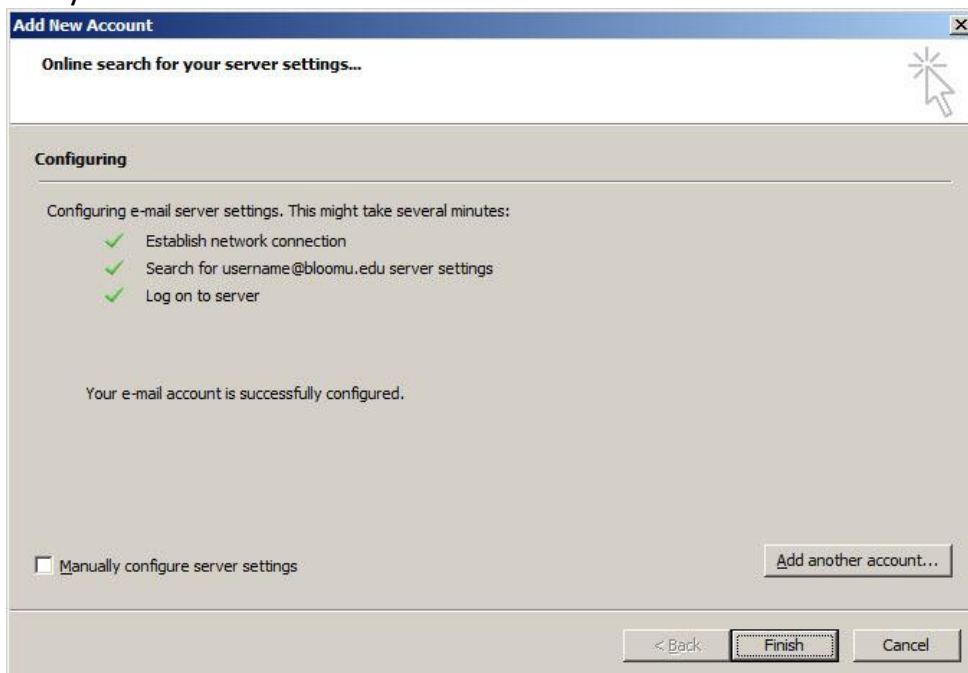 Add New Account
Online search for your server settings...
Configuring
Configuring e-mail server settings. This might take several minutes:
Establish network connection
Search for username@bloomu.edu server settings
Log on to server
Your e-mail account is successfully configured.
Manually configure server settings
Add another account...
< Back Finish Cancel